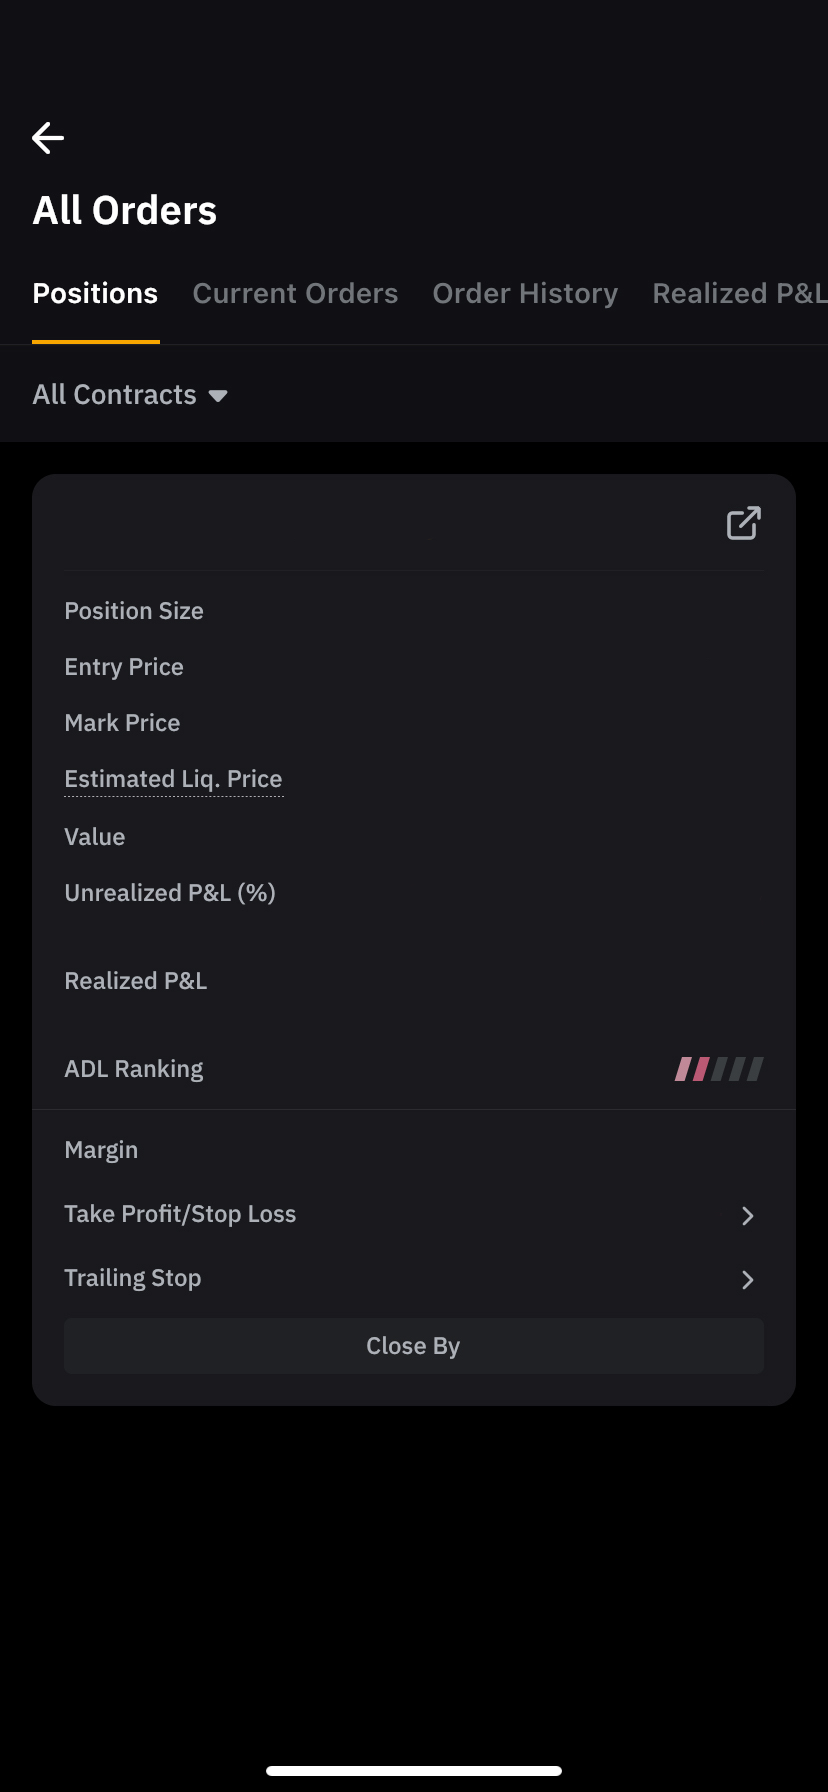 All Orders
Positions Current Orders Order History Realized P&L
All Contracts
Position Size
Entry Price
Mark Price
Estimated Liq. Price
Value
Unrealized P&L (%)
Realized P&L
ADL Ranking
Margin
Take Profit/Stop Loss
Trailing Stop
Close By